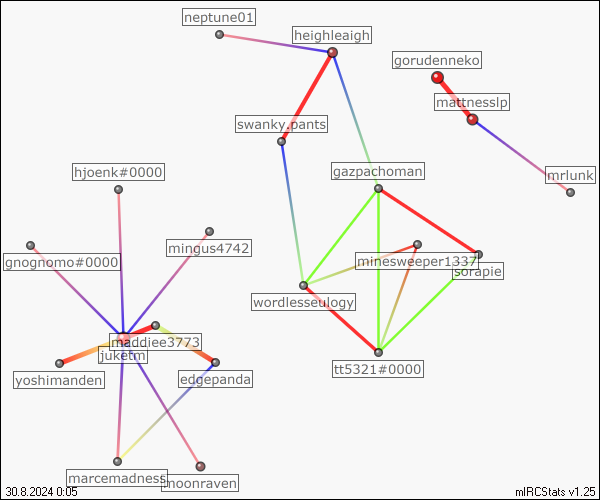 neptune01
heighleaigh
gorudenneko
mattnesslp
swanky.pants
hjoenk#0000
gazpachoman
mrlunk
mingus4742
gnognomo#0000
minesweeper1337
sorapie
wordlesseulogy
maddiee3773
juketm
tt5321#0000
yoshimanden
edgepanda
marcemadness
moonraven
30.8.2024 0:05
mIRCStats v1.25